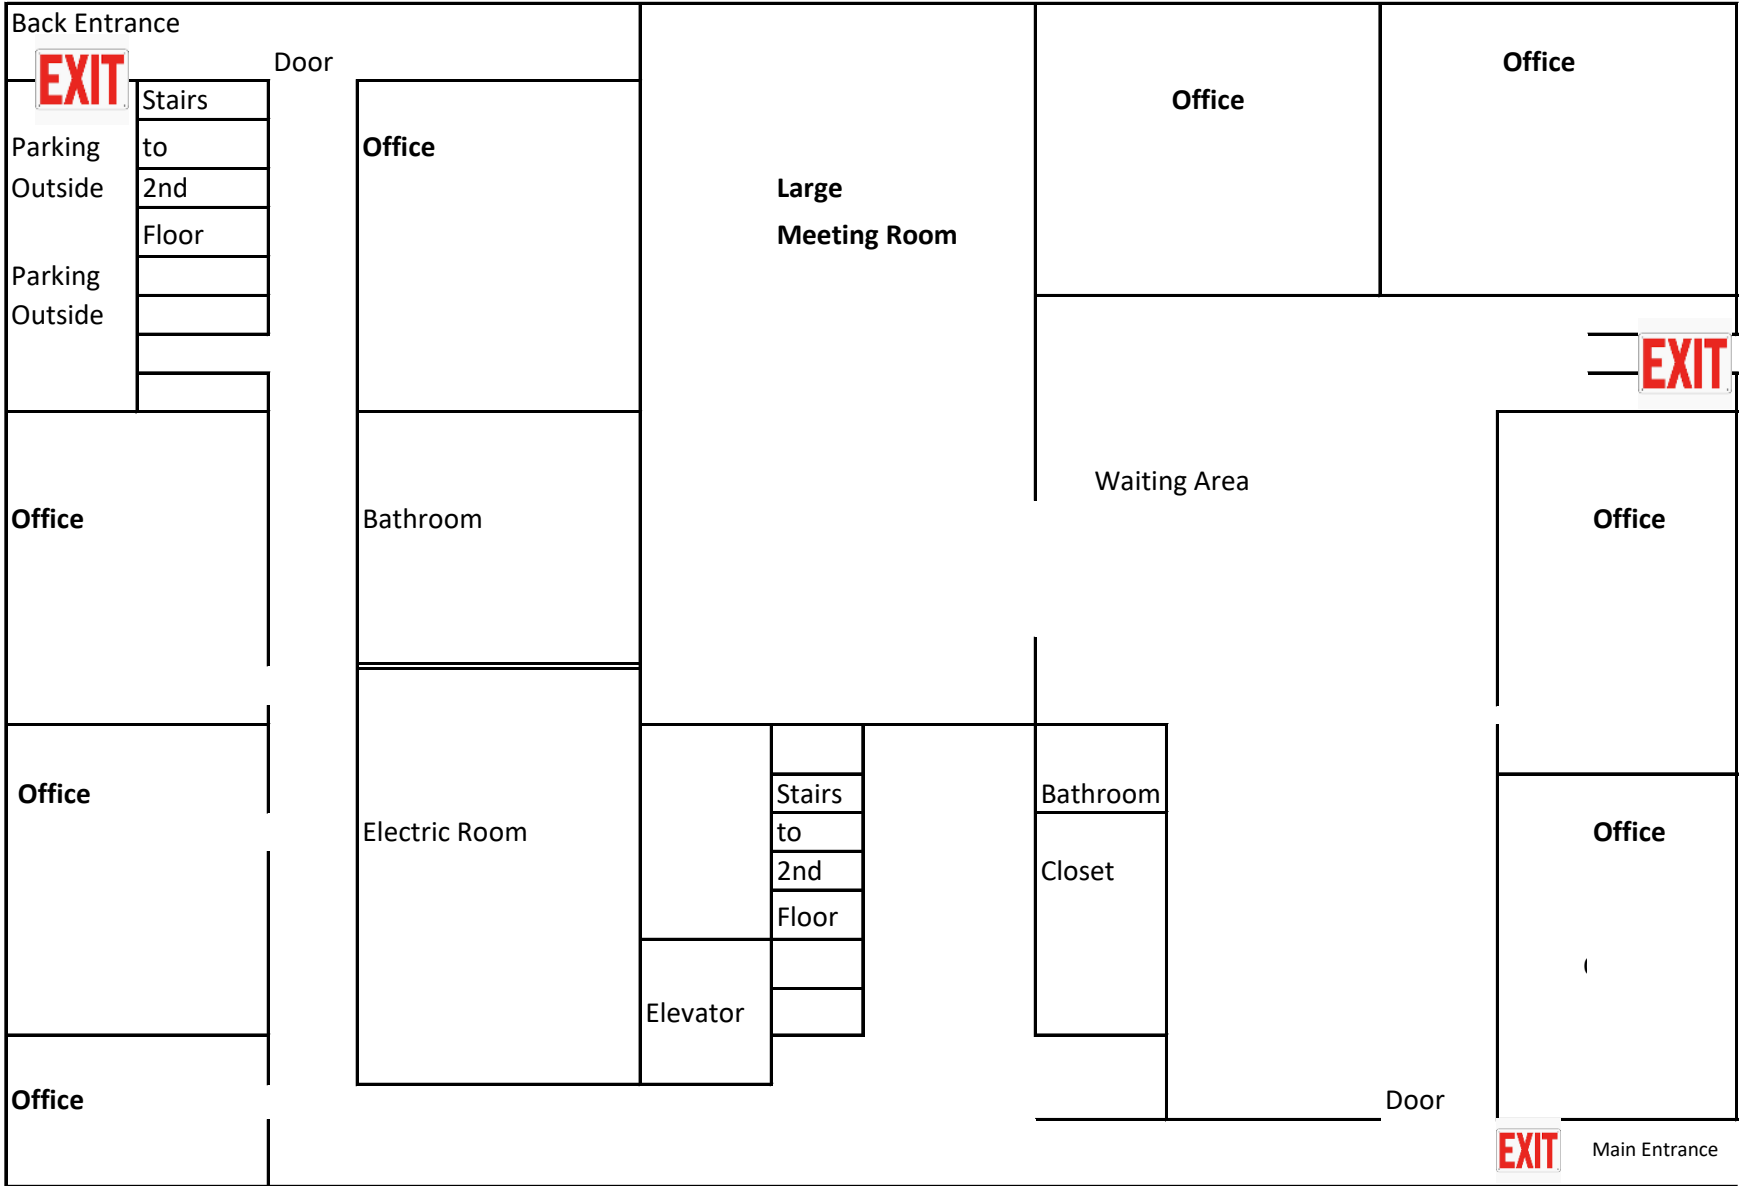 Back Entrance
EXIT
Door
Office
Office
Stairs
to
2nd
Floor
Parking
Outside
Parking
Outside
Office
Large
Meeting Room
EXIT
Waiting Area
Office
Bathroom
Office
Office
Electric Room
Stairs
to
2nd
Floor
Bathroom
Closet
Office
Elevator
Office
Door
EXIT
Main Entrance